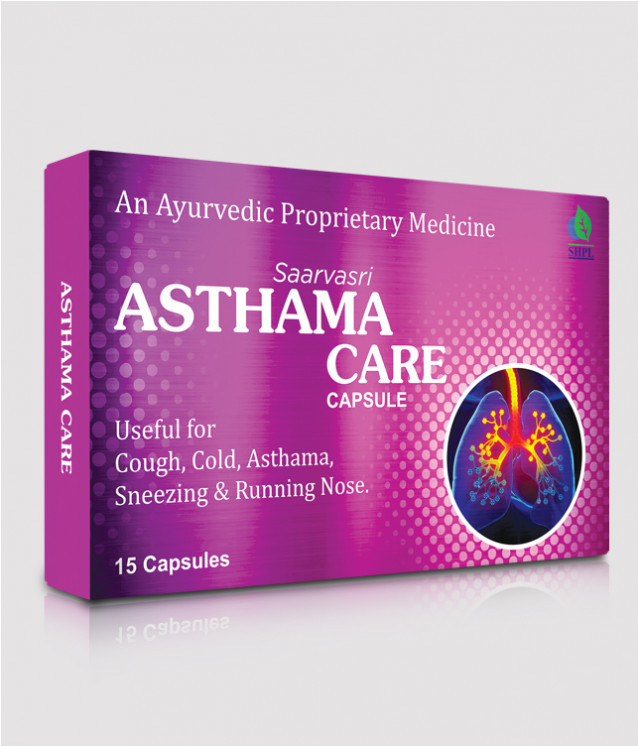 An Ayurvedic Proprietary Medicine
SHPL
Saarvasri
ASTHAMA
CARE
CAPSULE
Useful for
Cough, Cold, Asthama,
Sneezing & Running Nose.
15 Capsules
ASTHAMA CARE